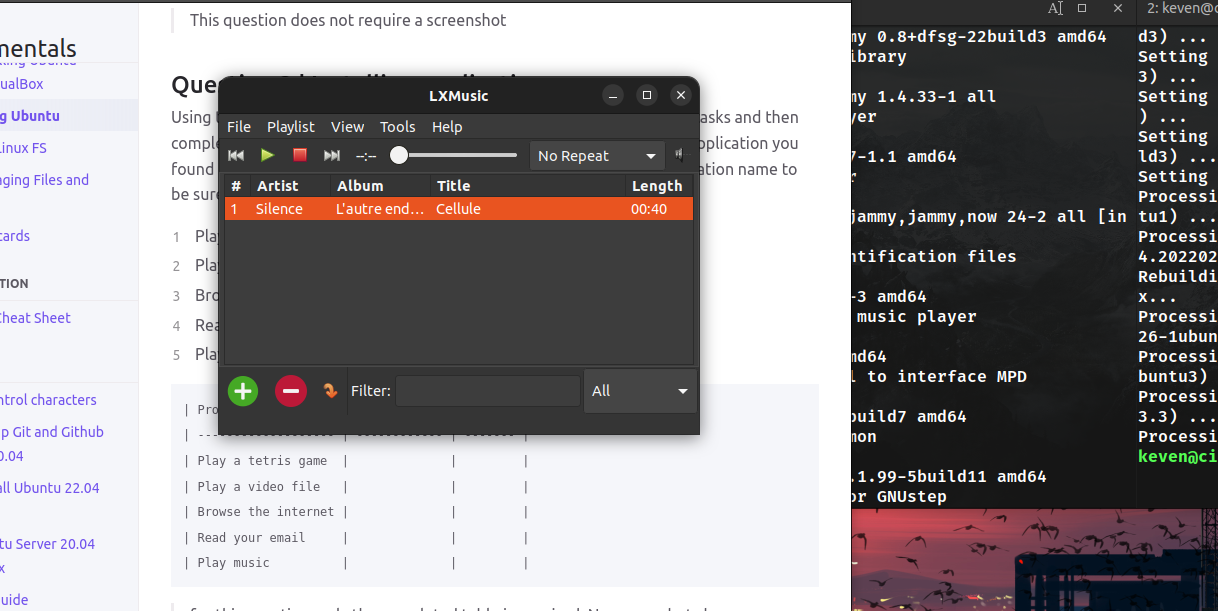 This question does not require a screenshot
mentals
ualBox
g Ubuntu
inux FS
aging Files and
cards
TION
Cheat Sheet
ntrol characters
p Git and Github
0.04
all Ubuntu 22.04
tu Server 20.04
x
uide
Using
asks and then
comple
pplication you
found
ation name to
be sure
1 Play
2 Play
3 Bro
4 Rea
5 Play
LXMusic
File Playlist View Tools Help
--:-- No Repeat
# Artist Album Title Length
1 Silence L'autre end... Cellule 00:40
Filter: All
| Pro
| Play a tetris game | | |
| Play a video file | | |
| Browse the internet | | |
| Read your email | | |
| Play music | | |
2: keven@c
my 0.8+dfsg-22build3 amd64
ibrary
my 1.4.33-1 all
yer
7-1.1 amd64
r
jammy,jammy,now 24-2 all [in
ntification files
-3 amd64
music player
md64
l to interface MPD
build7 amd64
mon
.1.99-5build11 amd64
or GNUstep
d3) ...
Setting
3) ...
Setting
) ...
Setting
ld3) ...
Setting
Processi
tu1) ...
Processi
4.202202
Rebuildi
x...
Processi
26-1ubun
Processi
buntu3)
Processi
3.3) ...
Processi
keven@ci